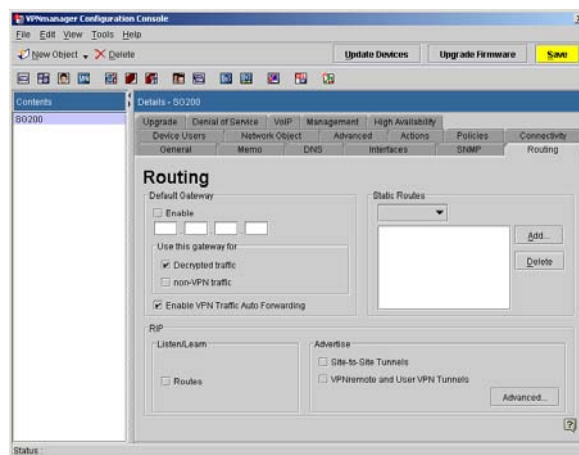 VPNmanager Configuration Console
File Edit View Tools Help
New Object Delete Update Devices Upgrade Firmware Save
Contents Details - SG200
SG200
Upgrade Denial of Service VoIP Management High Availability
Device Users Network Object Advanced Actions Policies Connectivity
General Memo DNS Interfaces SNMP Routing
Routing
Default Gateway Static Routes
Enable
Use this gateway for Add...
Decrypted traffic Delete
non-VPN traffic
Enable VPN Traffic Auto Forwarding
RIP
Listen/Learn Advertise
Site-to-Site Tunnels
Routes VPNremote and User VPN Tunnels
Advanced...
?
Status :